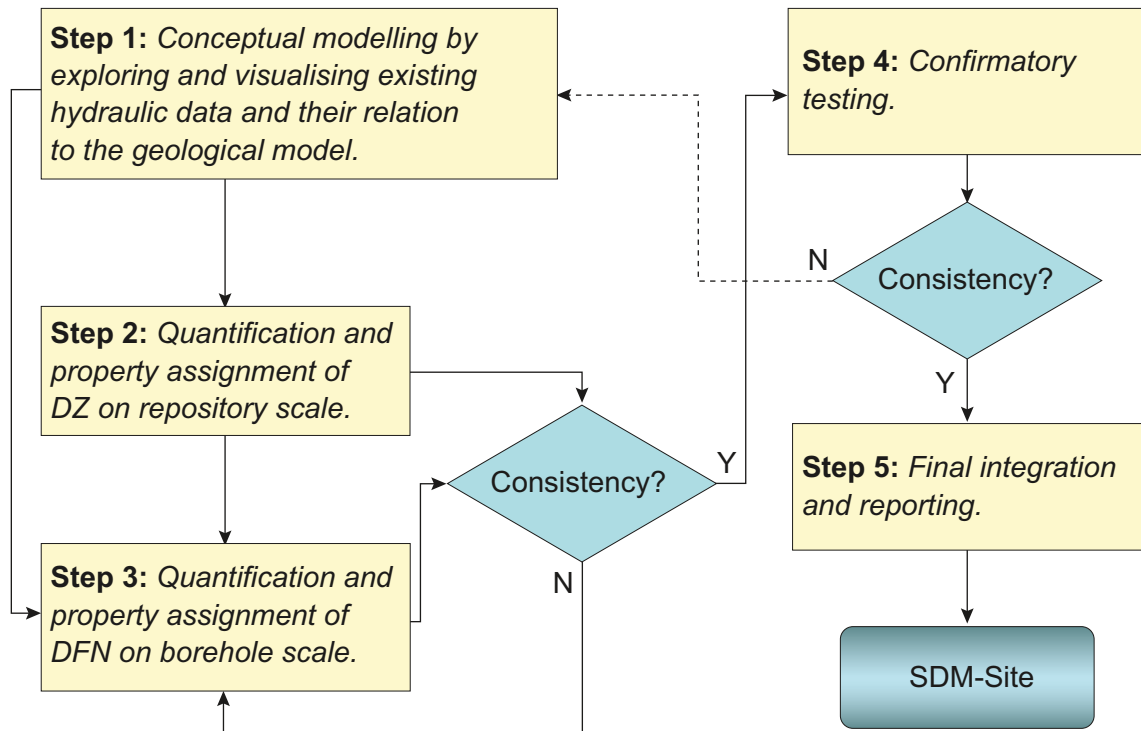 Step 1: Conceptual modelling by
exploring and visualising existing
hydraulic data and their relation
to the geological model.
Step 2: Quantification and
property assignment of
DZ on repository scale.
Step 3: Quantification and
property assignment of
DFN on borehole scale.
Consistency?
Y
N
Step 4: Confirmatory
testing.
Consistency?
N
Y
Step 5: Final integration
and reporting.
SDM-Site